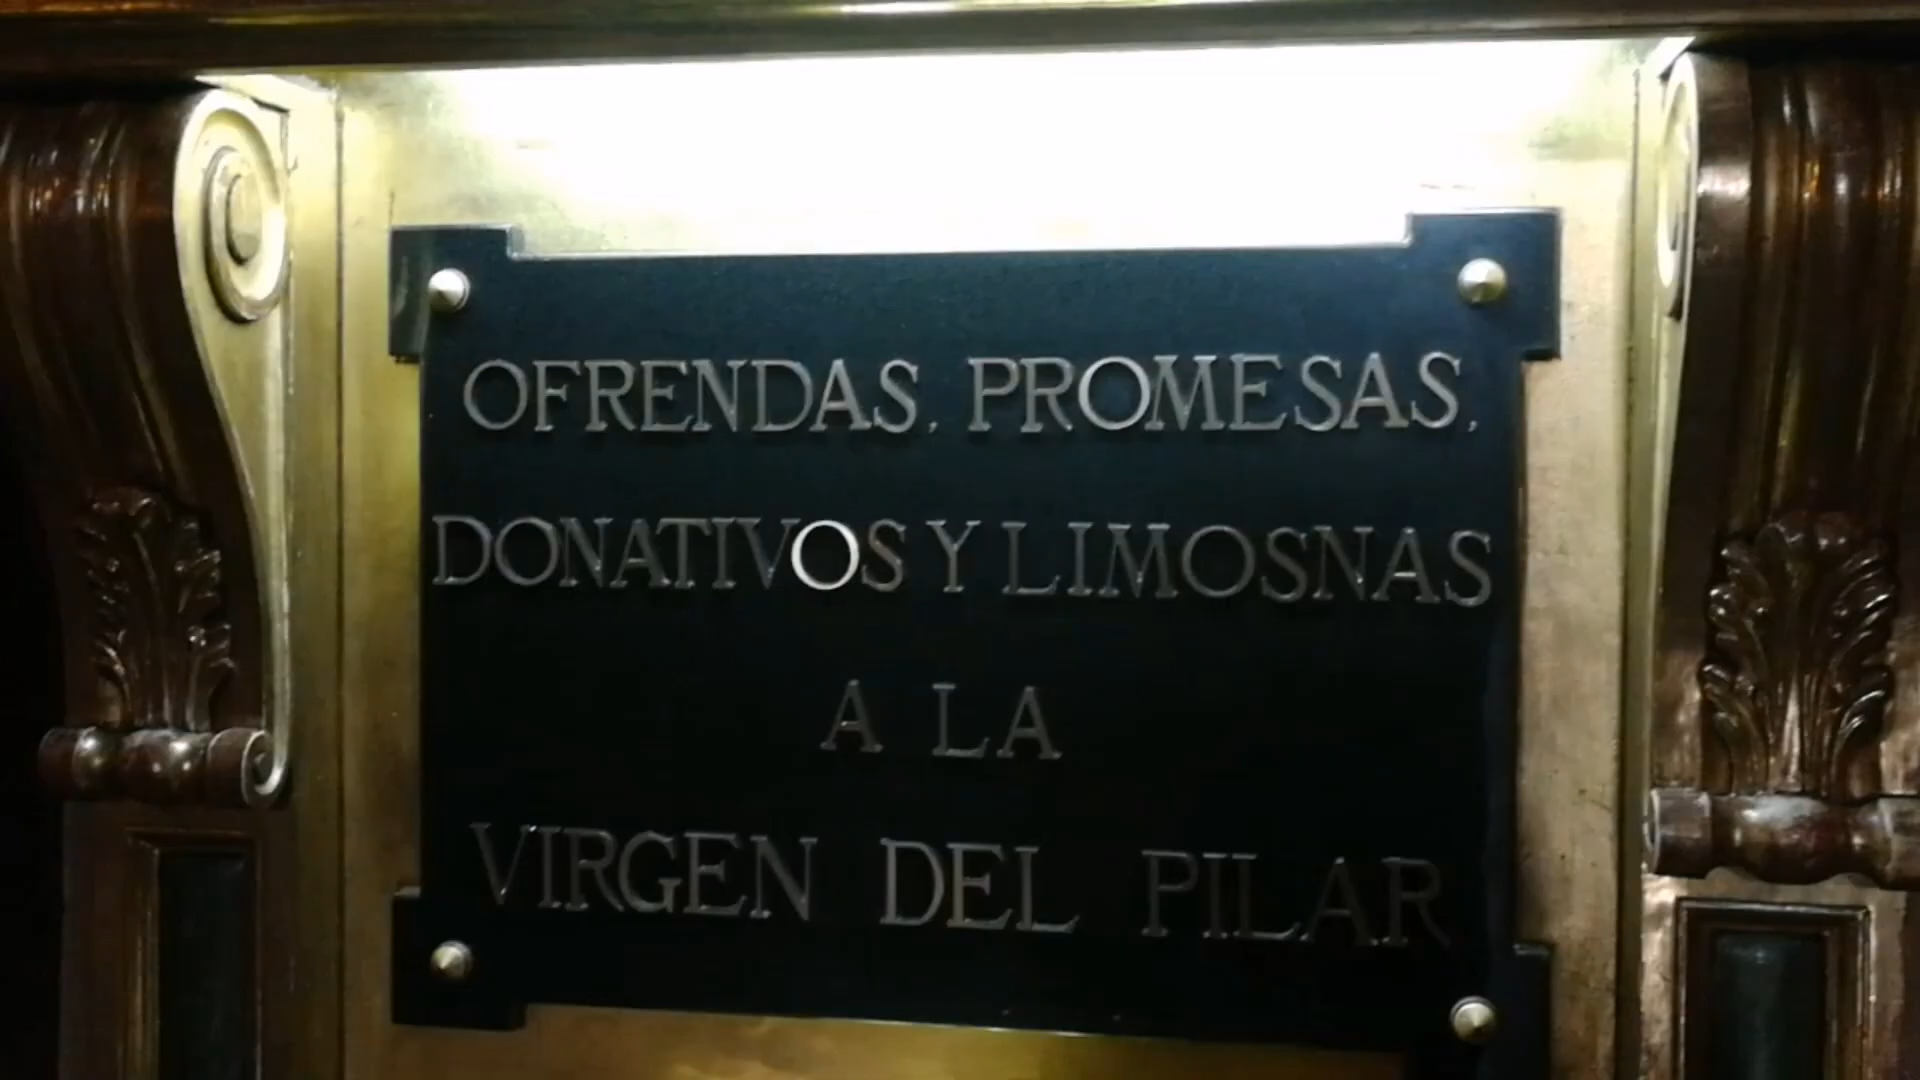 OFRENDAS, PROMESAS,
DONATIVOS Y LIMOSNAS
A LA
VIRGEN DEL PILAR